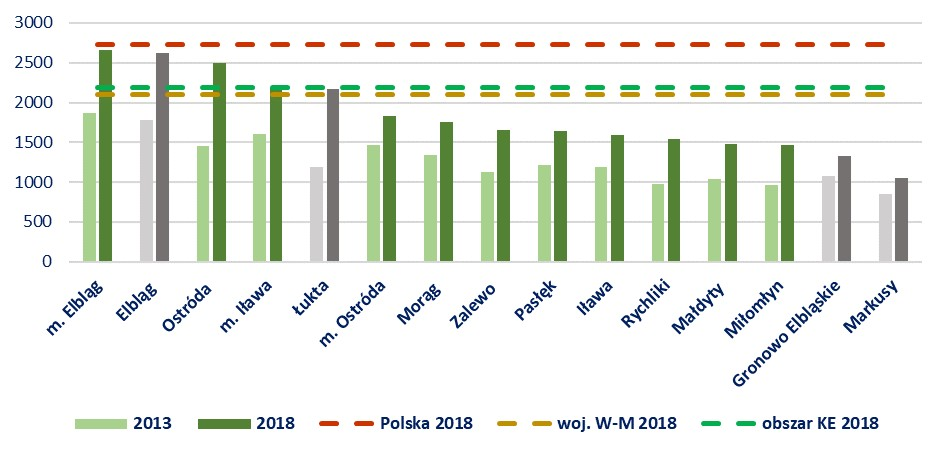 3000
2500
2000
1500
1000
500
0
m. Elbląg
Elbląg
Ostróda
m. Iława
Łukta
m. Ostróda
Morąg
Zalewo
Pasłęk
Iława
Rychliki
Małdyty
Miłomłyn
Gronowo Elbląskie
Markusy
2013 2018 Polska 2018 woj. W-M 2018 obszar KE 2018